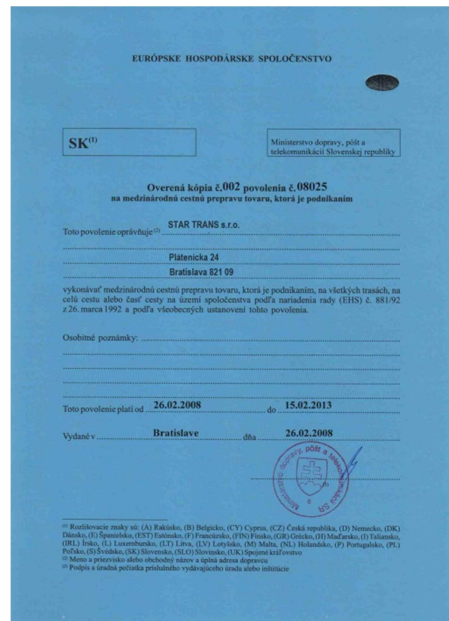 EURÓPSKE HOSPODÁRSKE SPOLOČENSTVO
SK(1)
Ministerstvo dopravy, pôšt a
telekomunikácií Slovenskej republiky
Overená kópia č.002 povolenia č.08025
na medzinárodnú cestnú prepravu tovaru, ktorá je podnikaním
Toto povolenie oprávňuje (2) STAR TRANS s.r.o.
Plátenícka 24
Bratislava 821 09
vykonávať medzinárodnú cestnú prepravu tovaru, ktorá je podnikaním, na všetkých trasách, na
celú cestu alebo časť cesty na území spoločenstva podľa nariadenia rady (EHS) č. 881/92
z 26. marca 1992 a podľa všeobecných ustanovení tohto povolenia.
Osobitné poznámky:
Toto povolenie platí od 26.02.2008 do 15.02.2013
Vydané v Bratislave dňa 26.02.2008
Ministerstvo dopravy, pôšt a telekomunikácií SR
(1) Rozlišovacie znaky sú: (A) Rakúsko, (B) Belgicko, (CY) Cyprus, (CZ) Česká republika, (D) Nemecko, (DK)
Dánsko, (E) Španielsko, (EST) Estónsko, (F) Francúzsko, (FIN) Fínsko, (GR) Grécko, (H) Maďarsko, (I) Taliansko,
(IRL) Írsko, (L) Luxembursko, (LT) Litva, (LV) Lotyšsko, (M) Malta, (NL) Holandsko, (P) Portugalsko, (PL)
Poľsko, (S) Švédsko, (SK) Slovensko, (SLO) Slovinsko, (UK) Spojené kráľovstvo
(2) Meno a priezvisko alebo obchodný názov a úplná adresa dopravcu
(3) Podpis a úradná pečiatka príslušného vydávajúceho úradu alebo inštitúcie